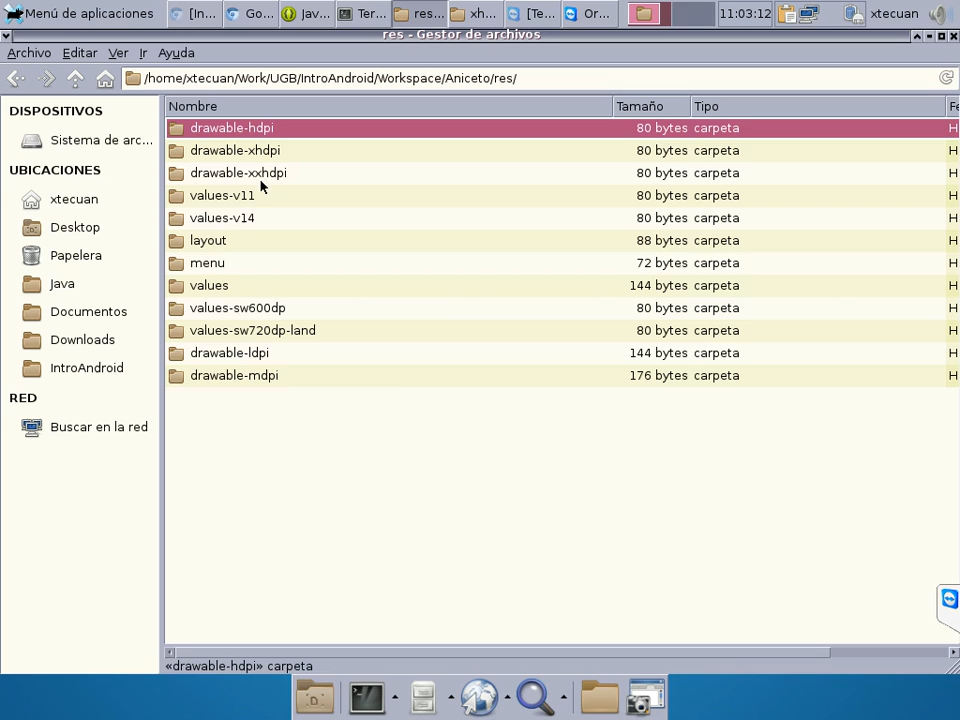 Menú de aplicaciones [In... Go... Jav... Ter... res... xh... [Te... Or... 11:03:12 xtecuan
res - Gestor de archivos
Archivo Editar Ver Ir Ayuda
/home/xtecuan/Work/UGB/IntroAndroid/Workspace/Aniceto/res/
DISPOSITIVOS
Sistema de arc...
UBICACIONES
xtecuan
Desktop
Papelera
Java
Documentos
Downloads
IntroAndroid
RED
Buscar en la red
Nombre Tamaño Tipo Fe
drawable-hdpi 80 bytes carpeta H
drawable-xhdpi 80 bytes carpeta H
drawable-xxhdpi 80 bytes carpeta H
values-v11 80 bytes carpeta H
values-v14 80 bytes carpeta H
layout 88 bytes carpeta H
menu 72 bytes carpeta H
values 144 bytes carpeta H
values-sw600dp 80 bytes carpeta H
values-sw720dp-land 80 bytes carpeta H
drawable-ldpi 144 bytes carpeta H
drawable-mdpi 176 bytes carpeta H
«drawable-hdpi» carpeta